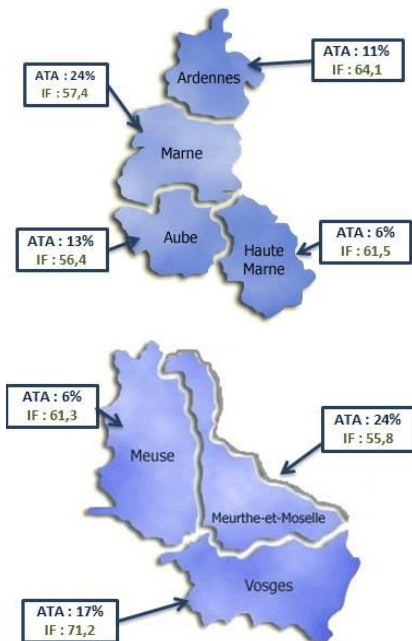 ATA : 11%
IF : 64,1
Ardennes
ATA : 24%
IF : 57,4
Marne
ATA : 13%
IF : 56,4
Aube
Haute
Marne
ATA : 6%
IF : 61,5
ATA : 6%
IF : 61,3
Meuse
ATA : 24%
IF : 55,8
Meurthe-et-Moselle
Vosges
ATA : 17%
IF : 71,2